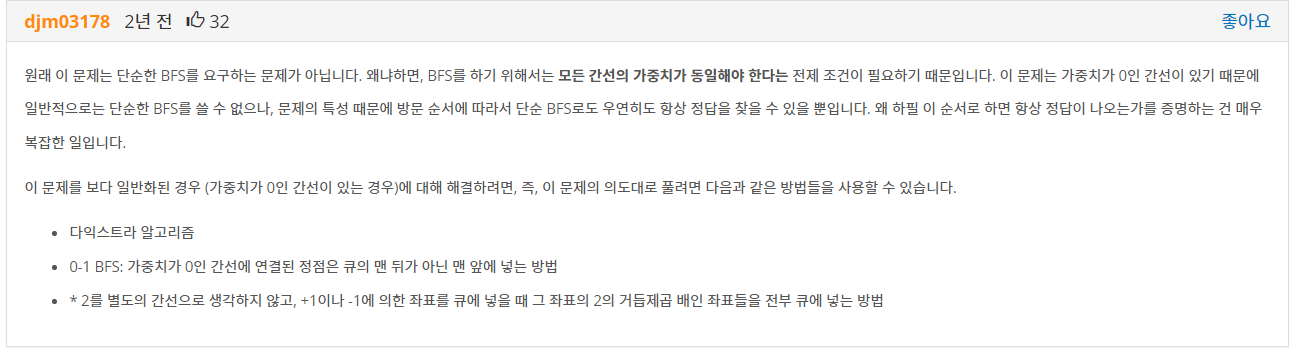 djm03178 2년 전 32 좋아요
원래 이 문제는 단순한 BFS를 요구하는 문제가 아닙니다. 왜냐하면, BFS를 하기 위해서는 모든 간선의 가중치가 동일해야 한다는 전제 조건이 필요하기 때문입니다. 이 문제는 가중치가 0인 간선이 있기 때문에
일반적으로는 단순한 BFS를 쓸 수 없으나, 문제의 특성 때문에 방문 순서에 따라서 단순 BFS로도 우연히도 항상 정답을 찾을 수 있을 뿐입니다. 왜 하필 이 순서로 하면 항상 정답이 나오는가를 증명하는 건 매우
복잡한 일입니다.
이 문제를 보다 일반화된 경우 (가중치가 0인 간선이 있는 경우)에 대해 해결하려면, 즉, 이 문제의 의도대로 풀려면 다음과 같은 방법들을 사용할 수 있습니다.
• 다익스트라 알고리즘
• 0-1 BFS: 가중치가 0인 간선에 연결된 정점은 큐의 맨 뒤가 아닌 맨 앞에 넣는 방법
• * 2를 별도의 간선으로 생각하지 않고, +1이나 -1에 의한 좌표를 큐에 넣을 때 그 좌표의 2의 거듭제곱 배인 좌표들을 전부 큐에 넣는 방법